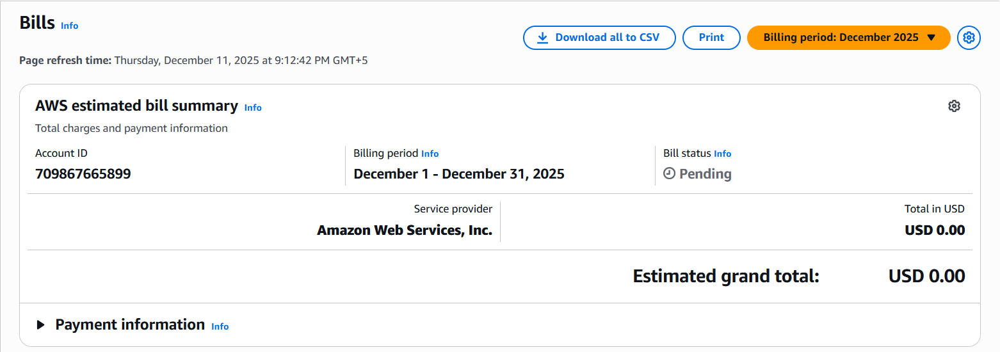 Bills Info
Download all to CSV Print Billing period: December 2025
Page refresh time: Thursday, December 11, 2025 at 9:12:42 PM GMT+5
AWS estimated bill summary Info
Total charges and payment information
Account ID Billing period Info Bill status Info
709867665899 December 1 - December 31, 2025 Pending
Service provider Total in USD
Amazon Web Services, Inc. USD 0.00
Estimated grand total: USD 0.00
Payment information Info